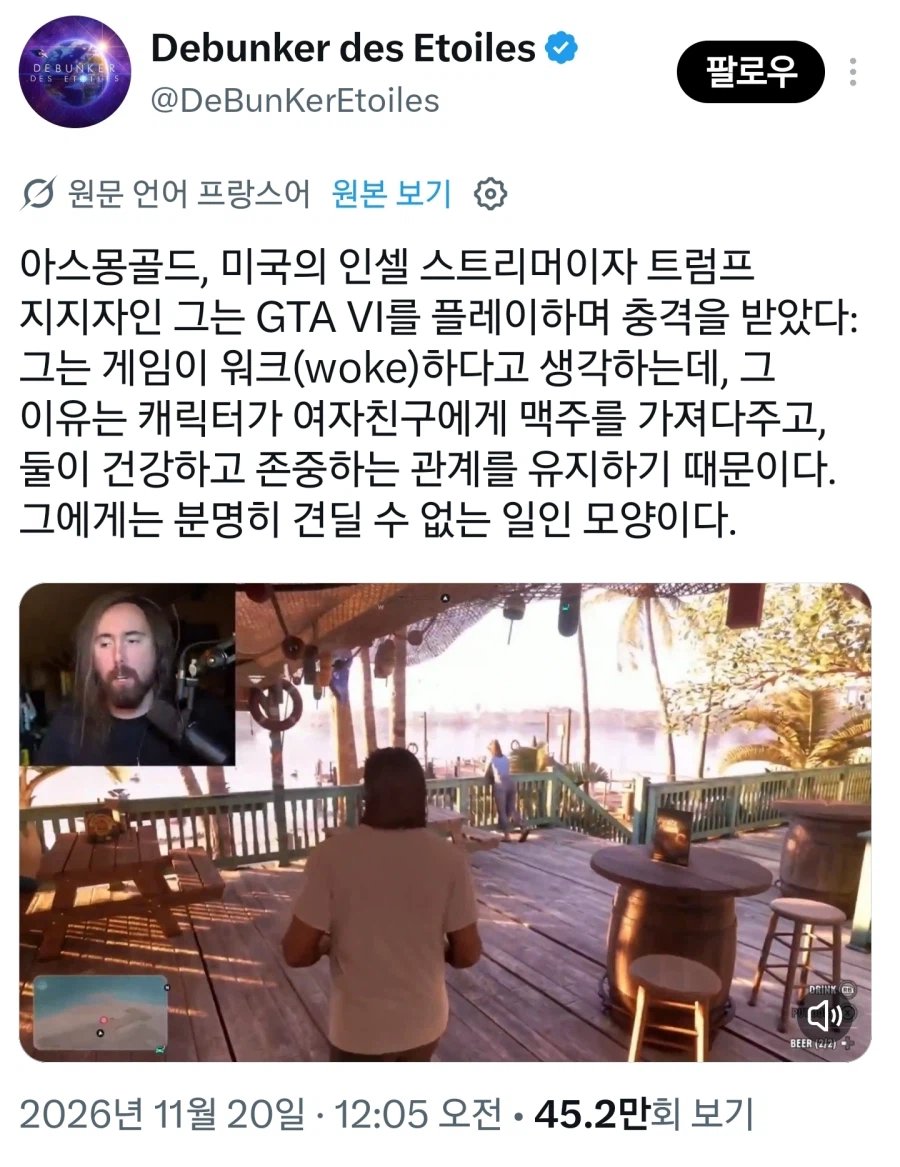 DEBUNKER
DES ETOILES
Debunker des Etoiles
@DeBunKerEtoiles
팔로우
원문 언어 프랑스어 원본 보기
아스몽골드, 미국의 인셀 스트리머이자 트럼프
지지자인 그는 GTA VI를 플레이하며 충격을 받았다:
그는 게임이 워크(woke)하다고 생각하는데, 그
이유는 캐릭터가 여자친구에게 맥주를 가져다주고,
둘이 건강하고 존중하는 관계를 유지하기 때문이다.
그에게는 분명히 견딜 수 없는 일인 모양이다.
W
DRINK
BEER (2/2)
2026년 11월 20일 · 12:05 오전 • 45.2만회 보기